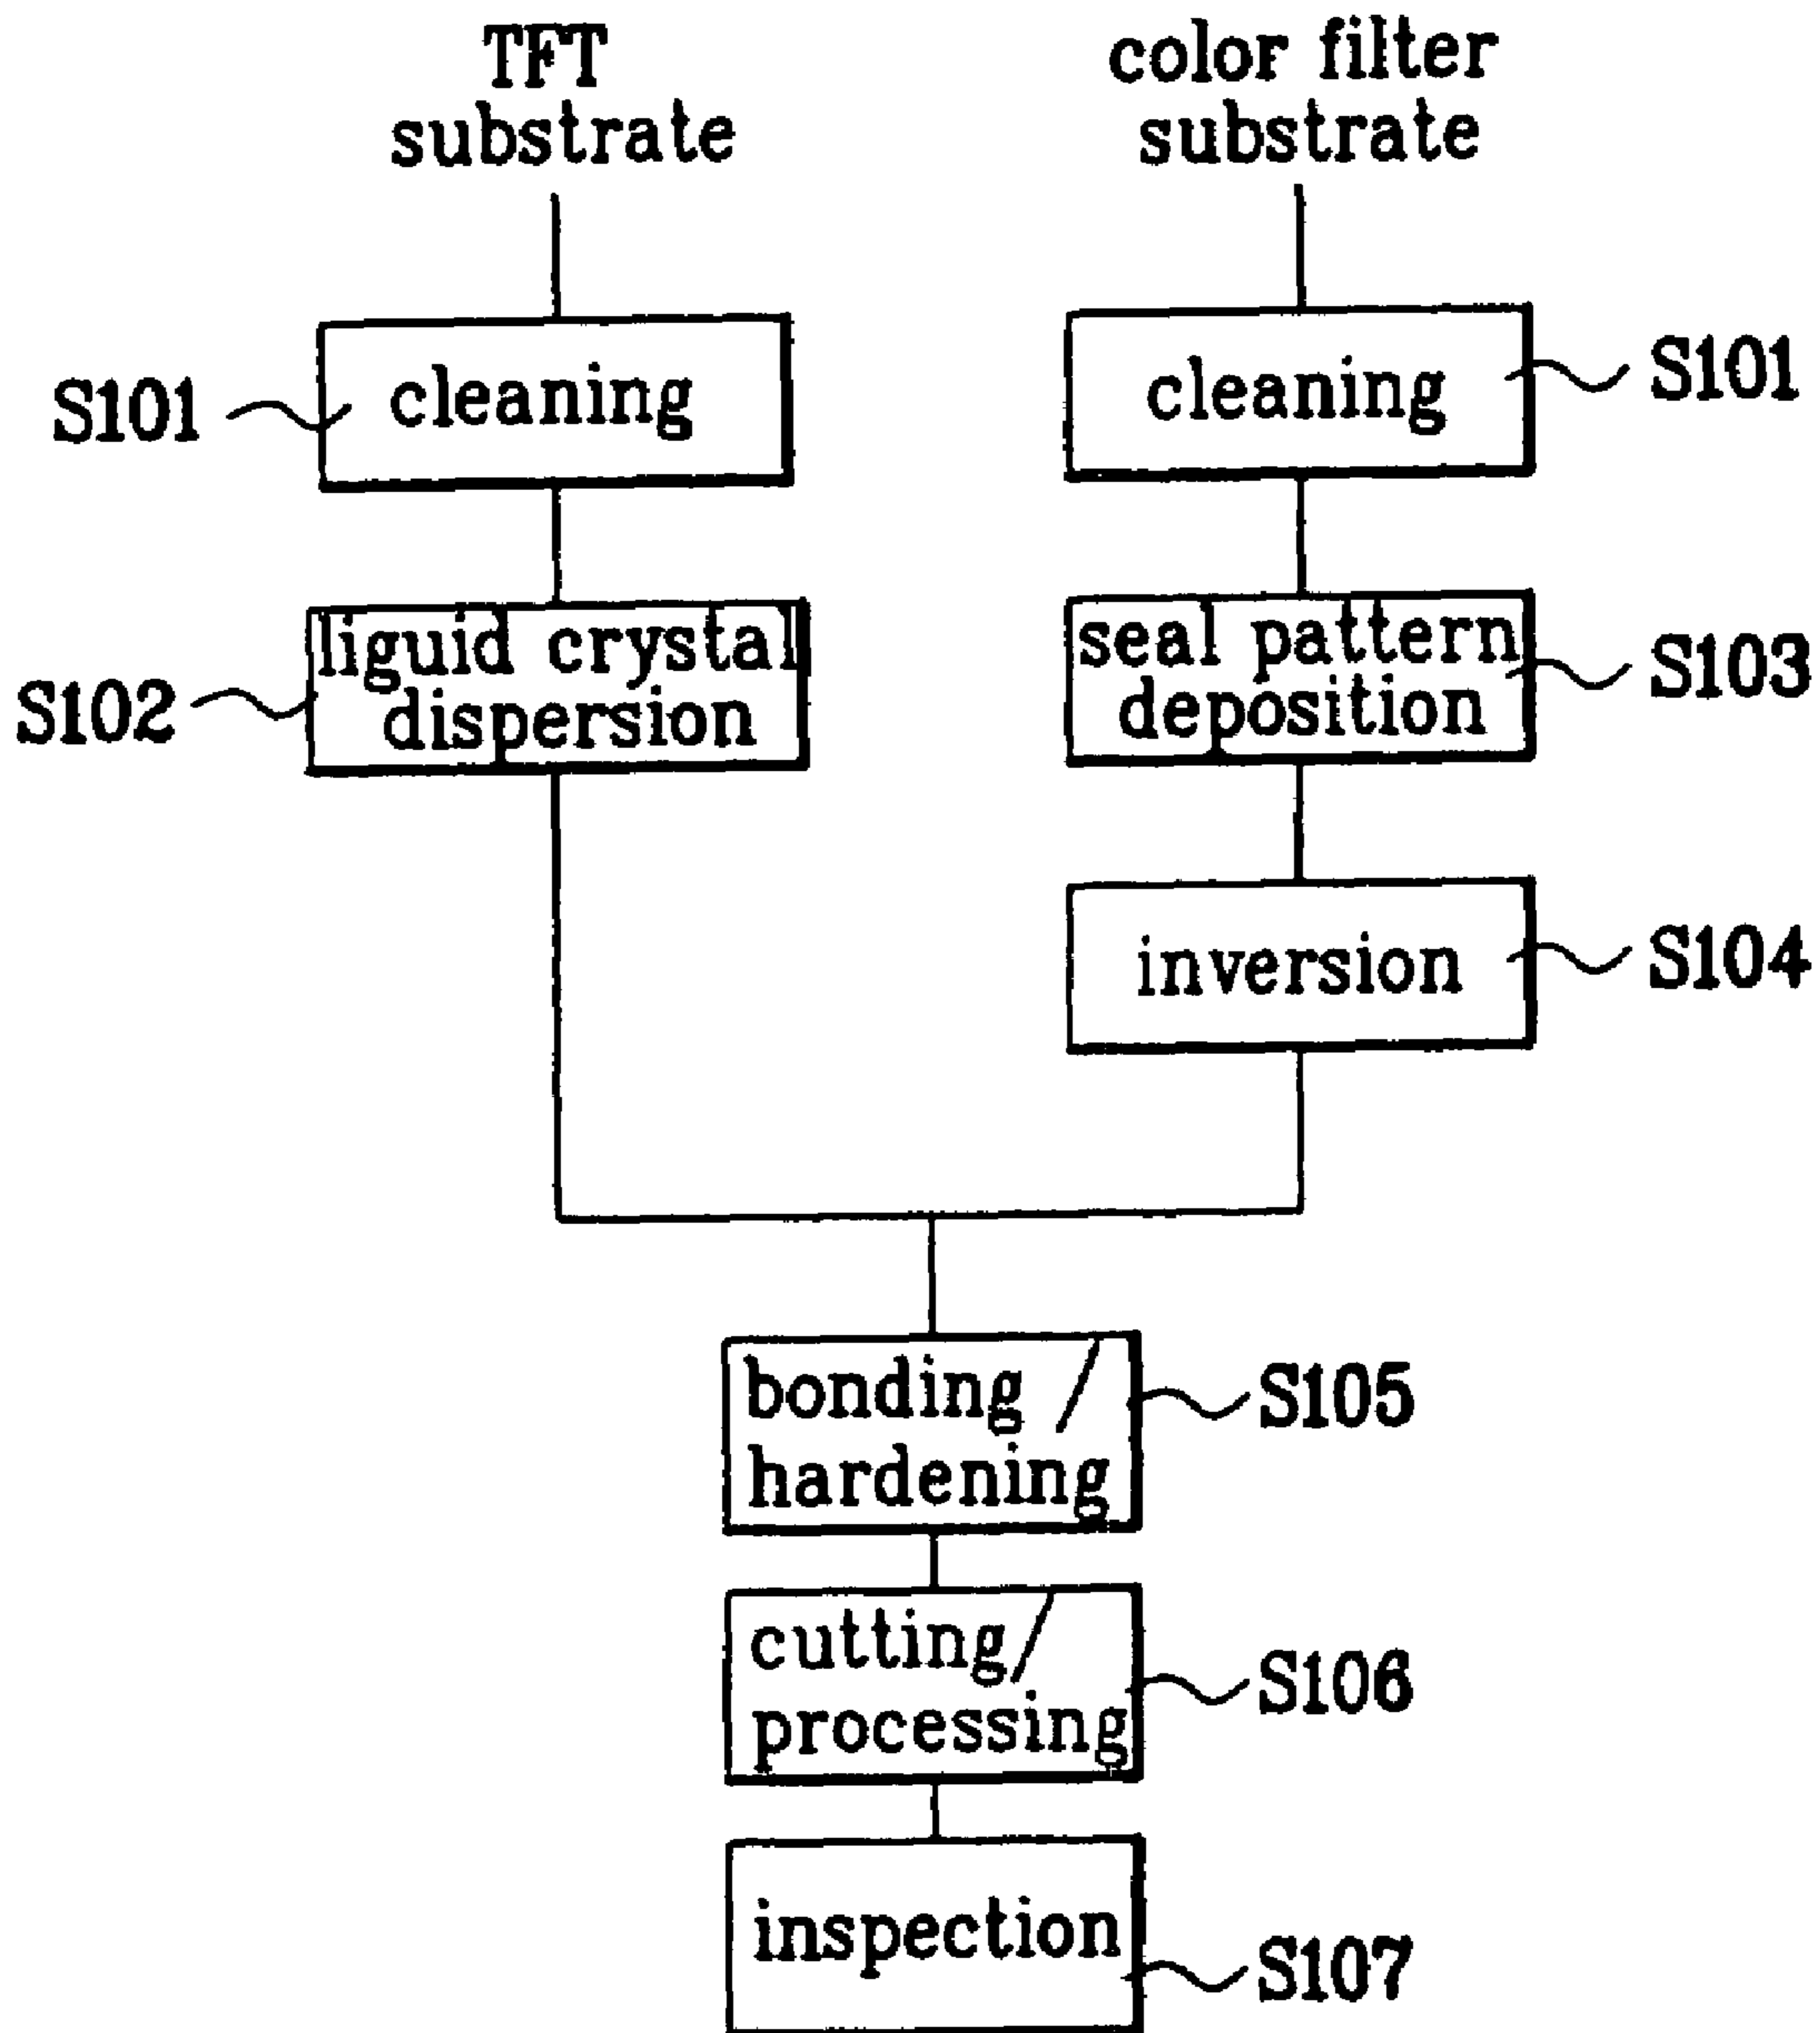 TFT
substrate
color filter
substrate
S101
cleaning
cleaning
S101
liguid crystal
dispersion
S102
seal pattern
deposition
S103
inversion
S104
bonding /
hardening
S105
cutting/
processing
S106
inspection
S107